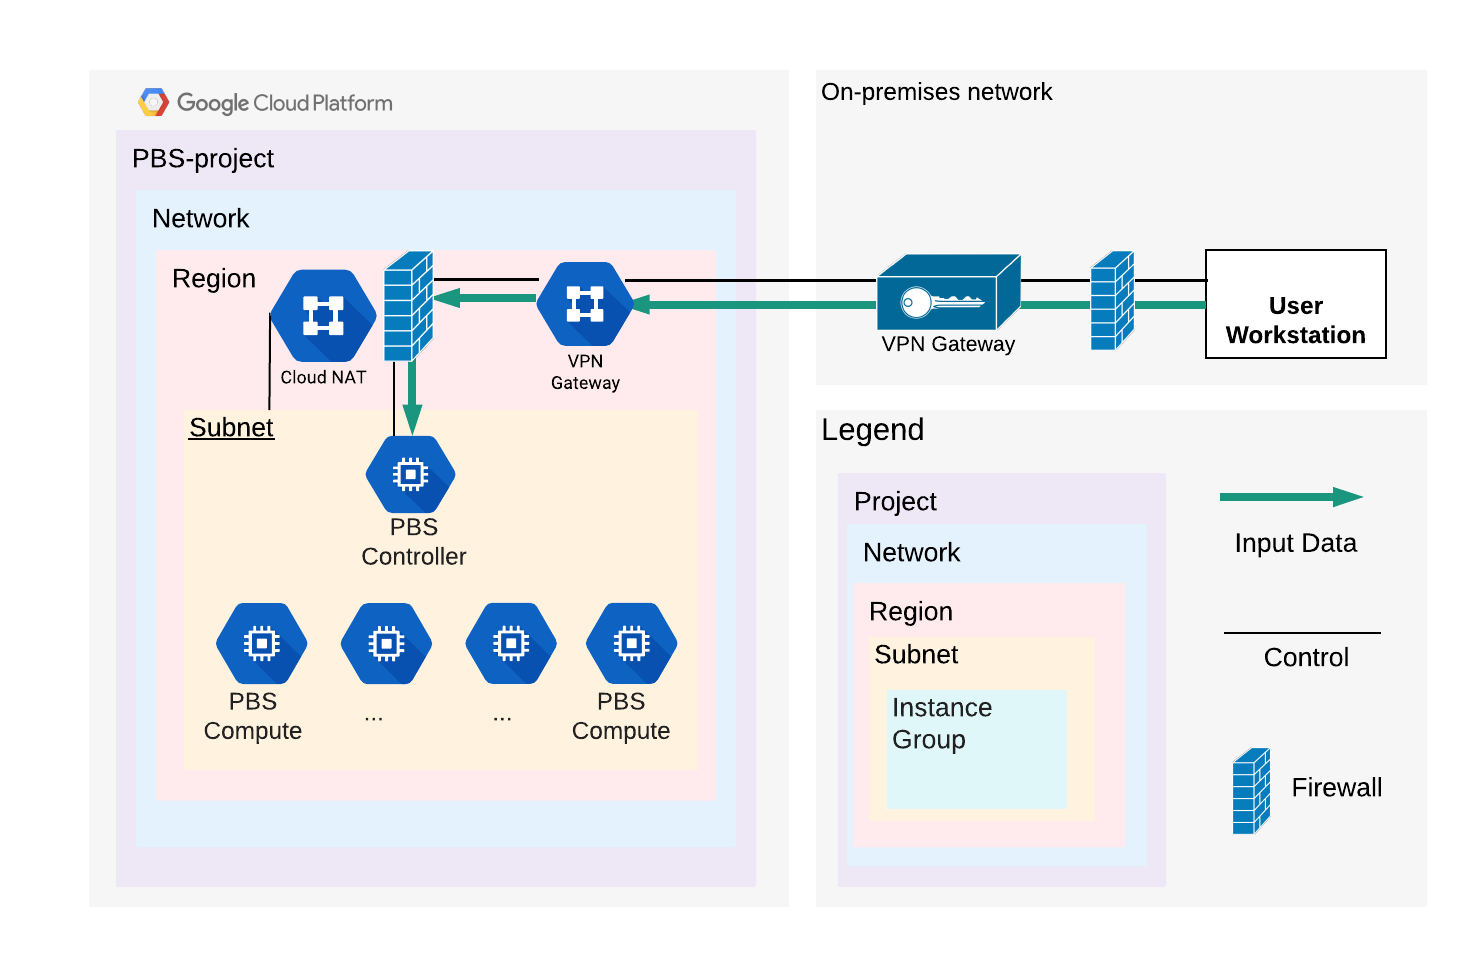 Google Cloud Platform
PBS-project
Network
Region
Cloud NAT
VPN
Gateway
Subnet
PBS
Controller
PBS
Compute
...
...
PBS
Compute
On-premises network
VPN Gateway
User
Workstation
Legend
Project
Network
Region
Subnet
Instance
Group
Input Data
Control
Firewall